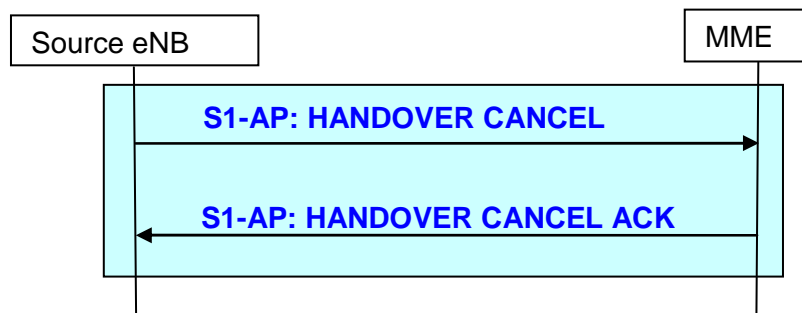 Source eNB
MME
S1-AP: HANDOVER CANCEL
S1-AP: HANDOVER CANCEL ACK